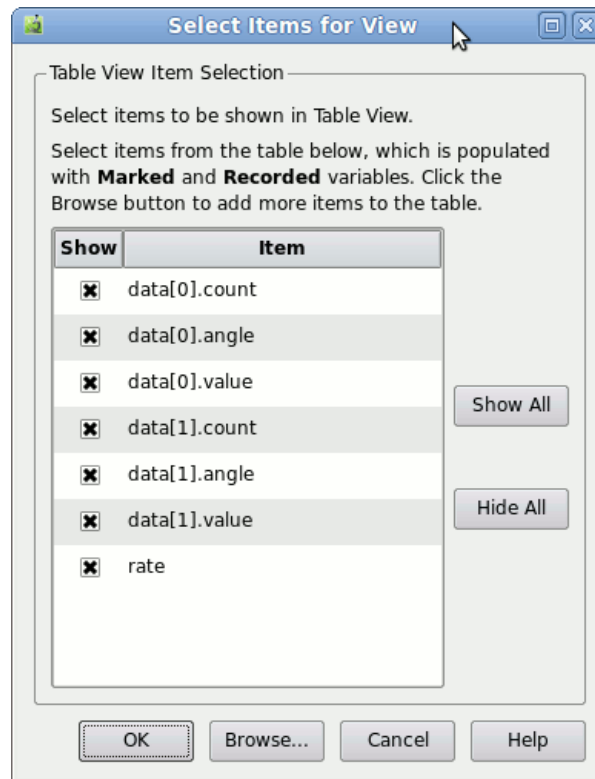 Select Items for View
Table View Item Selection
Select items to be shown in Table View.
Select items from the table below, which is populated
with Marked and Recorded variables. Click the
Browse button to add more items to the table.
Show Item
data[0].count
data[0].angle
data[0].value
data[1].count
data[1].angle
data[1].value
rate
Show All
Hide All
OK Browse... Cancel Help